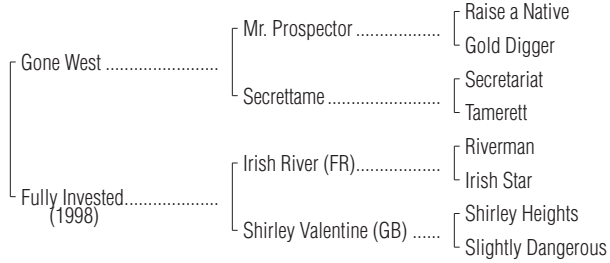 Raise a Native
Mr. Prospector ..................
Gold Digger
Gone West ........................
Secretariat
Secrettame ........................
Tamerett
Riverman
Irish River (FR)..................
Irish Star
Fully Invested....................
(1998)
Shirley Heights
Shirley Valentine (GB) ......
Slightly Dangerous